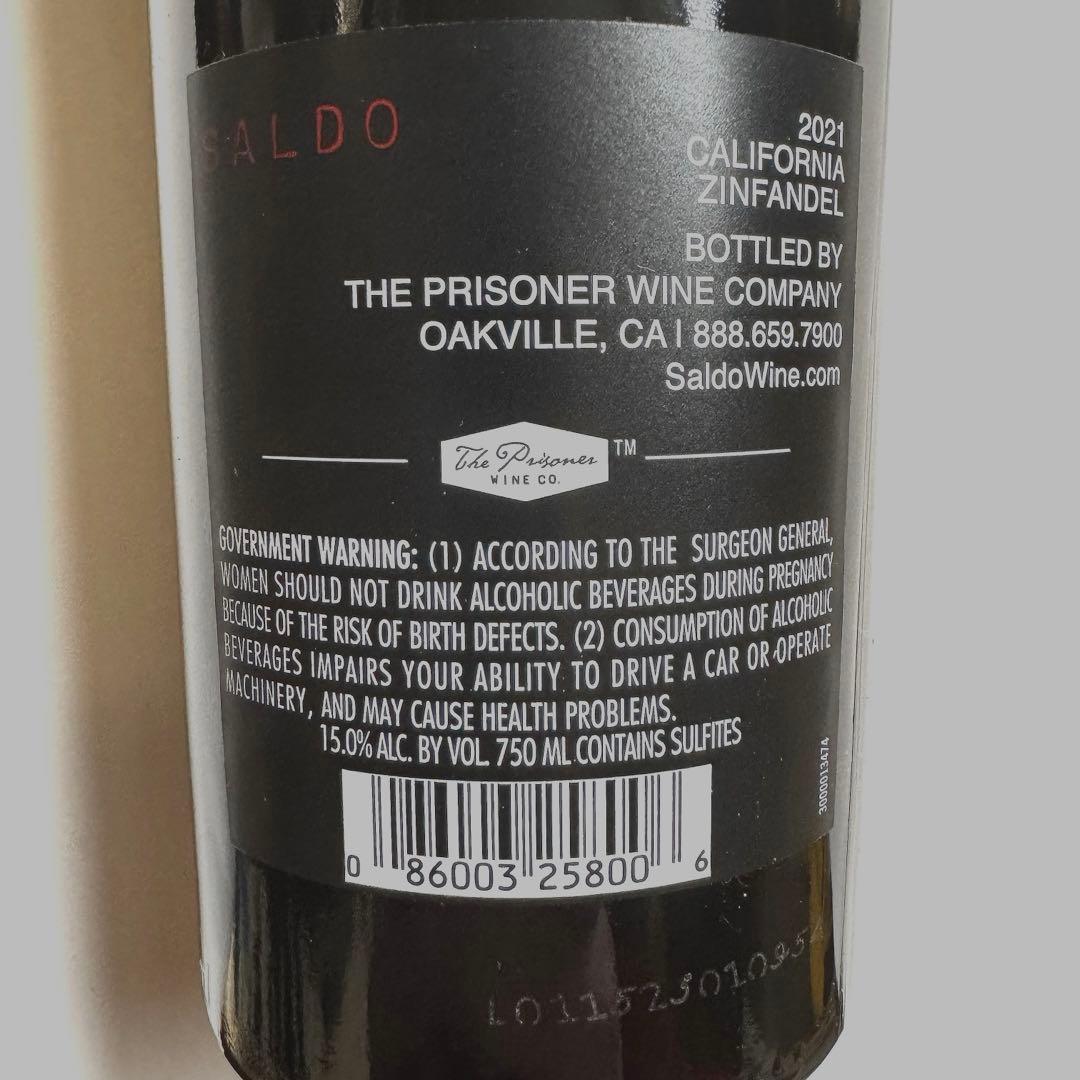 SALDO
2021
CALIFORNIA
ZINFANDEL
BOTTLED BY
THE PRISONER WINE COMPANY
OAKVILLE, CA | 888.659.7900
SaldoWine.com
The Prisoner TM
WINE CO.
GOVERNMENT WARNING: (1) ACCORDING TO THE SURGEON GENERAL,
WOMEN SHOULD NOT DRINK ALCOHOLIC BEVERAGES DURING PREGNANCY
BECAUSE OF THE RISK OF BIRTH DEFECTS. (2) CONSUMPTION OF ALCOHOLIC
BEVERAGES IMPAIRS YOUR ABILITY TO DRIVE A CAR OR OPERATE
MACHINERY, AND MAY CAUSE HEALTH PROBLEMS.
15.0% ALC. BY VOL. 750 ML CONTAINS SULFITES
3000013474
0 86003 25800 6